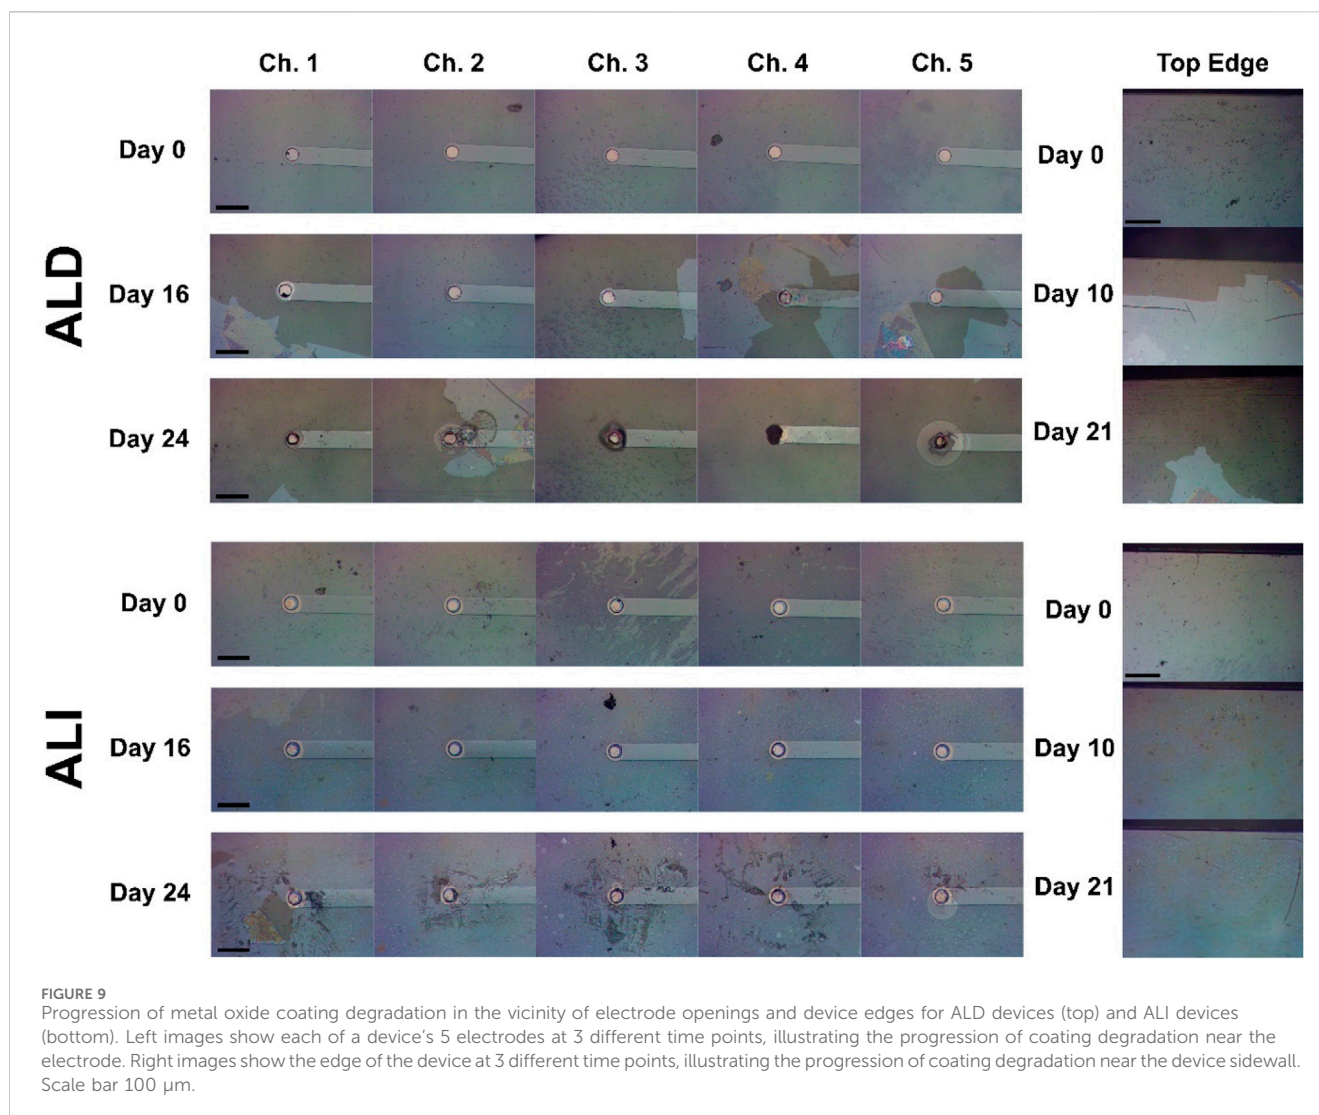 Ch. 1 Ch. 2 Ch. 3 Ch. 4 Ch. 5 Top Edge
ALD
Day 0 Day 0
Day 16 Day 10
Day 24 Day 21
ALI
Day 0 Day 0
Day 16 Day 10
Day 24 Day 21
FIGURE 9
Progression of metal oxide coating degradation in the vicinity of electrode openings and device edges for ALD devices (top) and ALI devices
(bottom). Left images show each of a device's 5 electrodes at 3 different time points, illustrating the progression of coating degradation near the
electrode. Right images show the edge of the device at 3 different time points, illustrating the progression of coating degradation near the device sidewall.
Scale bar 100 μm.